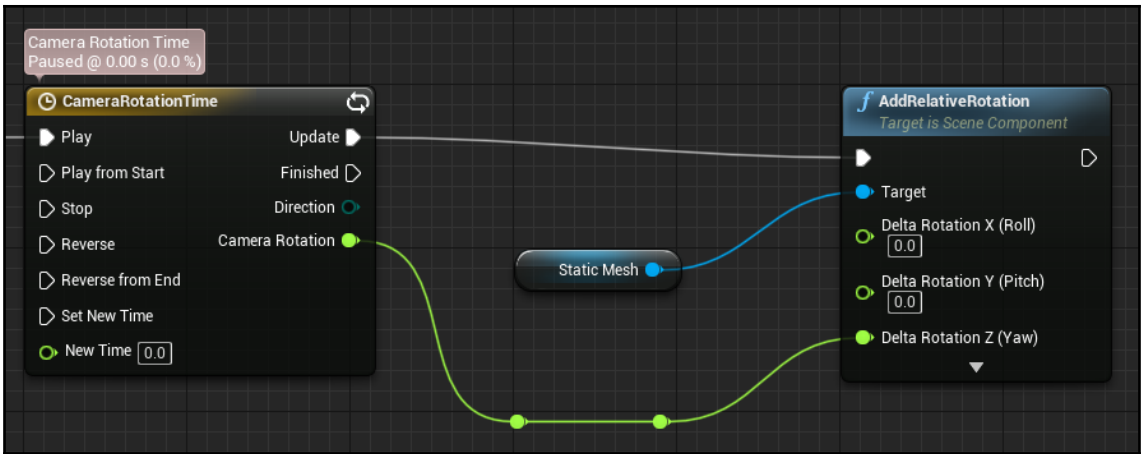 Camera Rotation Time
Paused @ 0.00 s (0.0 %)
CameraRotationTime
Play
Update
Play from Start
Finished
Stop
Direction
Reverse
Camera Rotation
Reverse from End
Set New Time
New Time 0.0
Static Mesh
f AddRelativeRotation
Target is Scene Component
Target
Delta Rotation X (Roll)
0.0
Delta Rotation Y (Pitch)
0.0
Delta Rotation Z (Yaw)